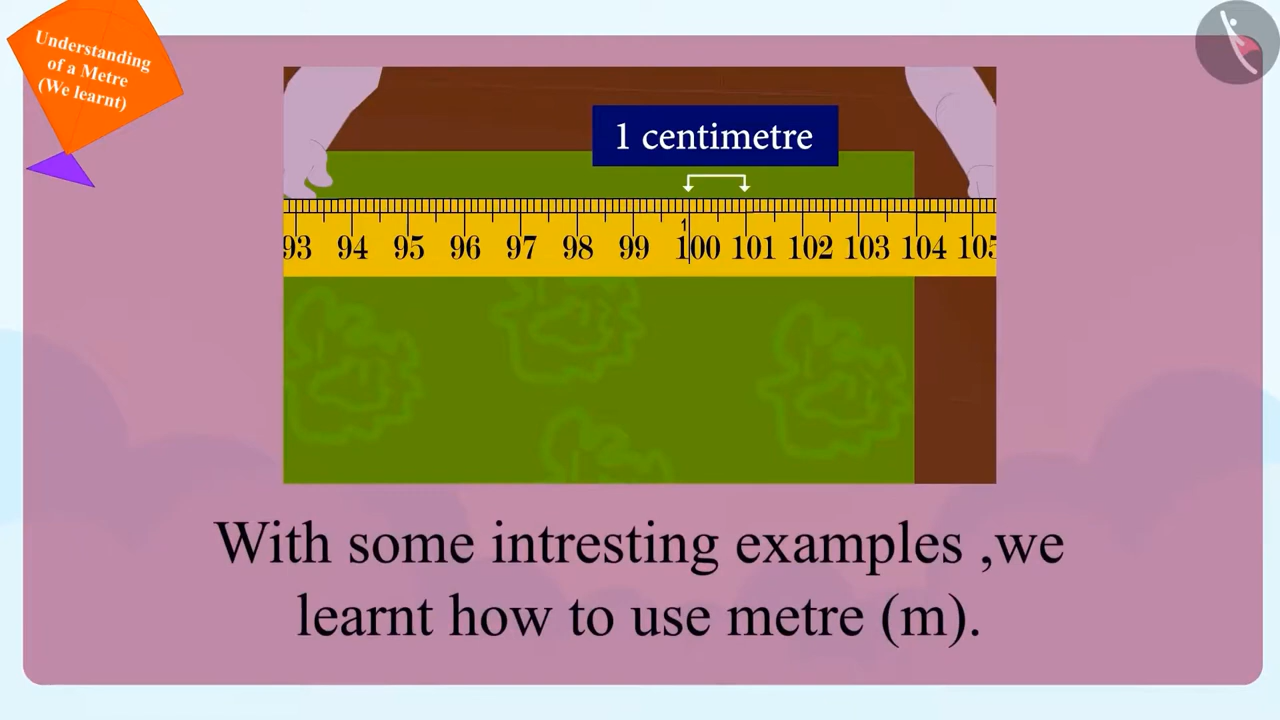 Understanding
of a Metre
(We learnt)
1 centimetre
1
93 94 95 96 97 98 99 100 101 102 103 104 105
With some intresting examples ,we
learnt how to use metre (m).